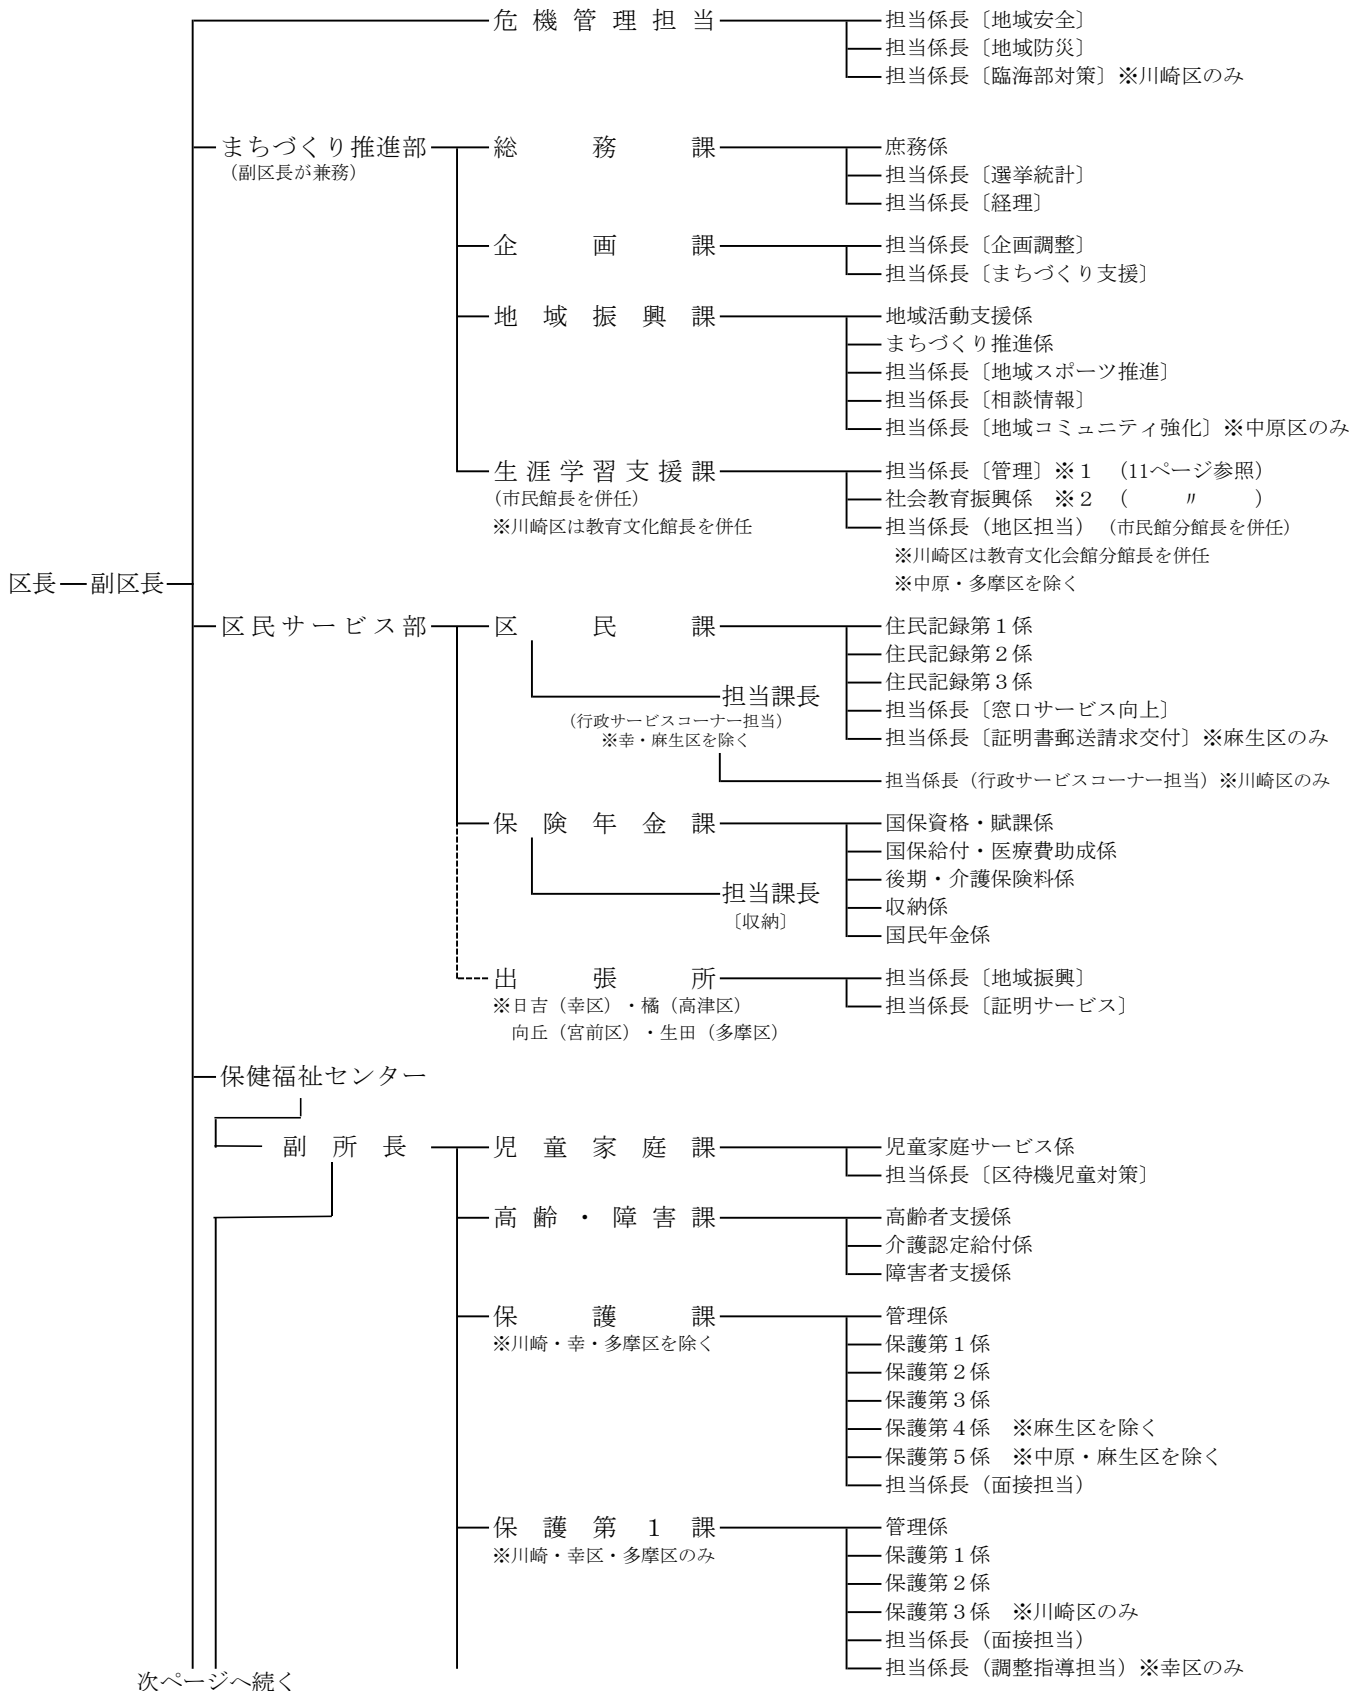 危機管理担当 担当係長〔地域安全〕
担当係長〔地域防災〕
担当係長〔臨海部対策〕※川崎区のみ
まちづくり推進部 総務課 庶務係
（副区長が兼務） 担当係長〔選挙統計〕
担当係長〔経理〕
企画課 担当係長〔企画調整〕
担当係長〔まちづくり支援〕
地域振興課 地域活動支援係
まちづくり推進係
担当係長〔地域スポーツ推進〕
担当係長〔相談情報〕
担当係長〔地域コミュニティ強化〕※中原区のみ
生涯学習支援課 担当係長〔管理〕※１ （11ページ参照）
（市民館長を併任） 社会教育振興係 ※２ （ 〃 ）
※川崎区は教育文化館長を併任 担当係長（地区担当）（市民館分館長を併任）
※川崎区は教育文化会館分館長を併任
区長 副区長 ※中原・多摩区を除く
区民サービス部 区民課 住民記録第１係
住民記録第２係
住民記録第３係
担当課長 担当係長〔窓口サービス向上〕
（行政サービスコーナー担当）
※幸・麻生区を除く 担当係長〔証明書郵送請求交付〕※麻生区のみ
担当係長（行政サービスコーナー担当）※川崎区のみ
保険年金課 国保資格・賦課係
国保給付・医療費助成係
担当課長 後期・介護保険料係
〔収納〕 収納係
国民年金係
出張所 担当係長〔地域振興〕
※日吉（幸区）・橘（高津区） 担当係長〔証明サービス〕
向丘（宮前区）・生田（多摩区）
保健福祉センター
副所長 児童家庭課 児童家庭サービス係
担当係長〔区待機児童対策〕
高齢・障害課 高齢者支援係
介護認定給付係
障害者支援係
保護課 管理係
※川崎・幸・多摩区を除く 保護第１係
保護第２係
保護第３係
保護第４係 ※麻生区を除く
保護第５係 ※中原・麻生区を除く
担当係長（面接担当）
保護第１課 管理係
※川崎・幸区・多摩区のみ 保護第１係
保護第２係
保護第３係 ※川崎区のみ
担当係長（面接担当）
担当係長（調整指導担当）※幸区のみ
次ページへ続く